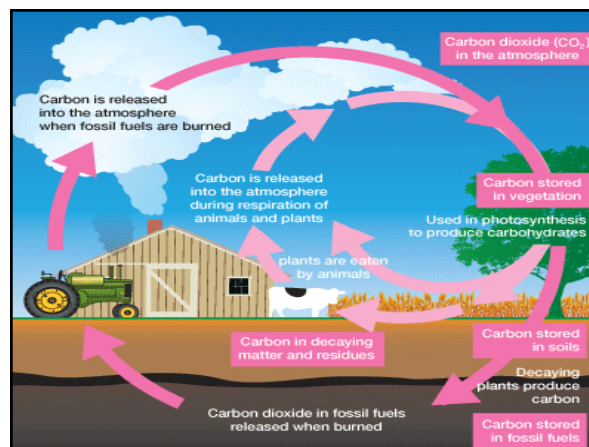 Carbon dioxide (CO₂)
in the atmosphere
Carbon is released
into the atmosphere
when fossil fuels are burned
Carbon is released
into the atmosphere
during respiration of
animals and plants
Carbon stored
in vegetation
Used in photosynthesis
to produce carbohydrates
plants are eaten
by animals
Carbon in decaying
matter and residues
Carbon stored
in soils
Decaying
plants produce
carbon
Carbon dioxide in fossil fuels
released when burned
Carbon stored
in fossil fuels